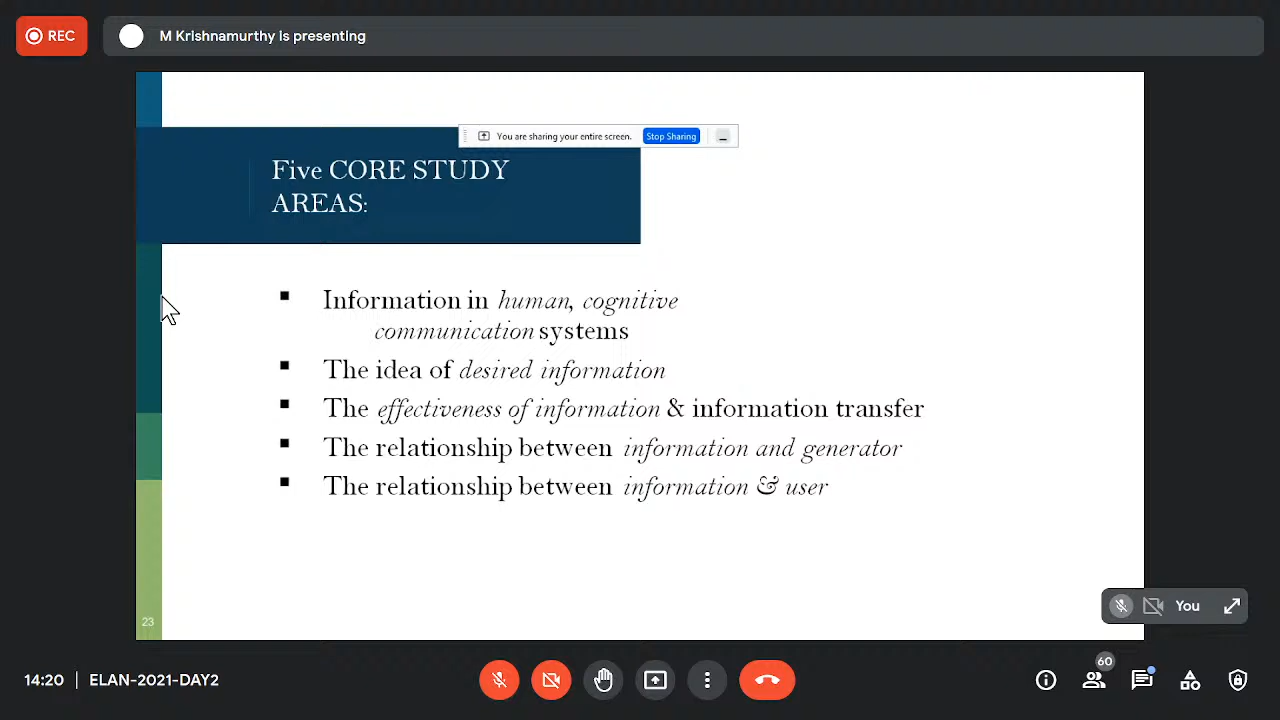 REC
M Krishnamurthy is presenting
You are sharing your entire screen.
Stop Sharing
Five CORE STUDY
AREAS:
Information in human, cognitive
communication systems
The idea of desired information
The effectiveness of information & information transfer
The relationship between information and generator
The relationship between information & user
23
You
60
14:20 | ELAN-2021-DAY2